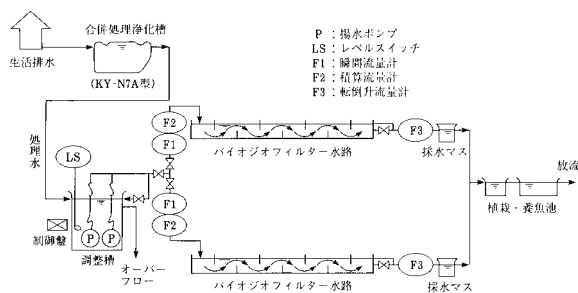 合併処理浄化槽
生活排水
(KY-N7A型)
P：揚水ポンプ
LS：レベルスイッチ
F1：瞬間流量計
F2：積算流量計
F3：転倒升流量計
処理水
LS
F2
F1
バイオジオフィルター水路
F3
採水マス
放流
植栽・養魚池
F1
F2
制御盤
P
P
調整槽
オーバー
フロー
バイオジオフィルター水路
F3
採水マス